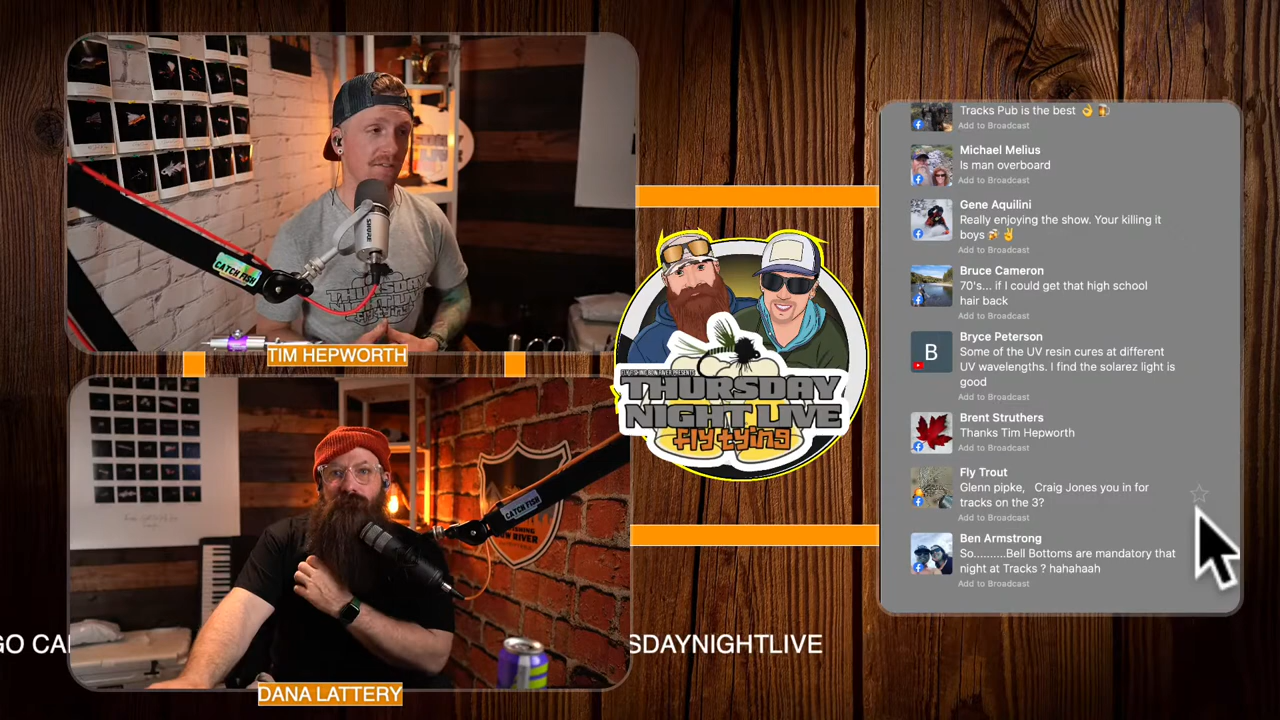 CATCH FISH
SHURE
THURSDAY
NIGHT LIVE
TIM HEPWORTH
CATCH FISH
DANA LATTERY
THURSDAY
NIGHT LIVE
fly tying
SDAYNIGHTLIVE
Tracks Pub is the best 👌 🍻
Add to Broadcast
Michael Melius
Is man overboard
Add to Broadcast
Gene Aquilini
Really enjoying the show. Your killing it
boys 🍻 ✌️
Add to Broadcast
Bruce Cameron
70's... if I could get that high school
hair back
Add to Broadcast
B
Bryce Peterson
Some of the UV resin cures at different
UV wavelengths. I find the solarez light is
good
Add to Broadcast
Brent Struthers
Thanks Tim Hepworth
Add to Broadcast
Fly Trout
Glenn pipke, Craig Jones you in for
tracks on the 3?
Add to Broadcast
Ben Armstrong
So..........Bell Bottoms are mandatory that
night at Tracks ? hahahaah
Add to Broadcast